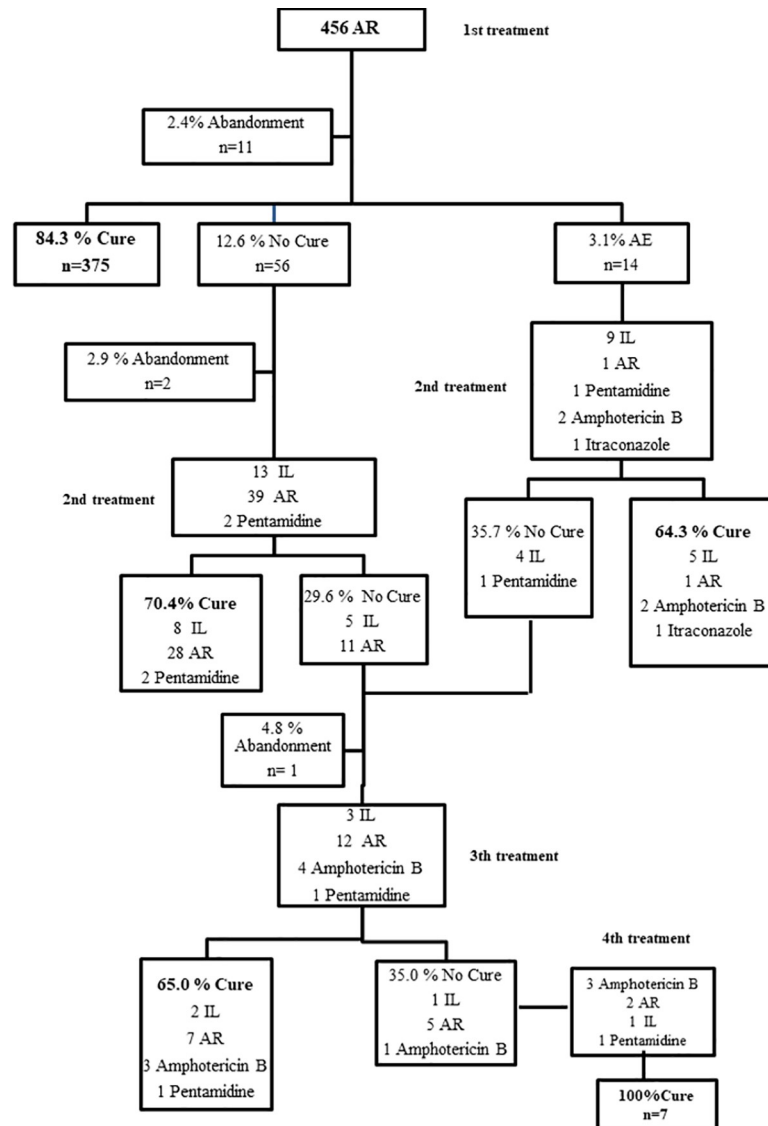 456 AR
1st treatment
2.4% Abandonment
n=11
84.3 % Cure
n=375
12.6 % No Cure
n=56
3.1% AE
n=14
2.9 % Abandonment
n=2
2nd treatment
9 IL
1 AR
1 Pentamidine
2 Amphotericin B
1 Itraconazole
2nd treatment
13 IL
39 AR
2 Pentamidine
35.7 % No Cure
4 IL
1 Pentamidine
64.3 % Cure
5 IL
1 AR
2 Amphotericin B
1 Itraconazole
70.4% Cure
8 IL
28 AR
2 Pentamidine
29.6 % No Cure
5 IL
11 AR
4.8 %
Abandonment
n= 1
3 IL
12 AR
4 Amphotericin B
1 Pentamidine
3th treatment
65.0 % Cure
2 IL
7 AR
3 Amphotericin B
1 Pentamidine
35.0 % No Cure
1 IL
5 AR
1 Amphotericin B
4th treatment
3 Amphotericin B
2 AR
1 IL
1 Pentamidine
100%Cure
n=7